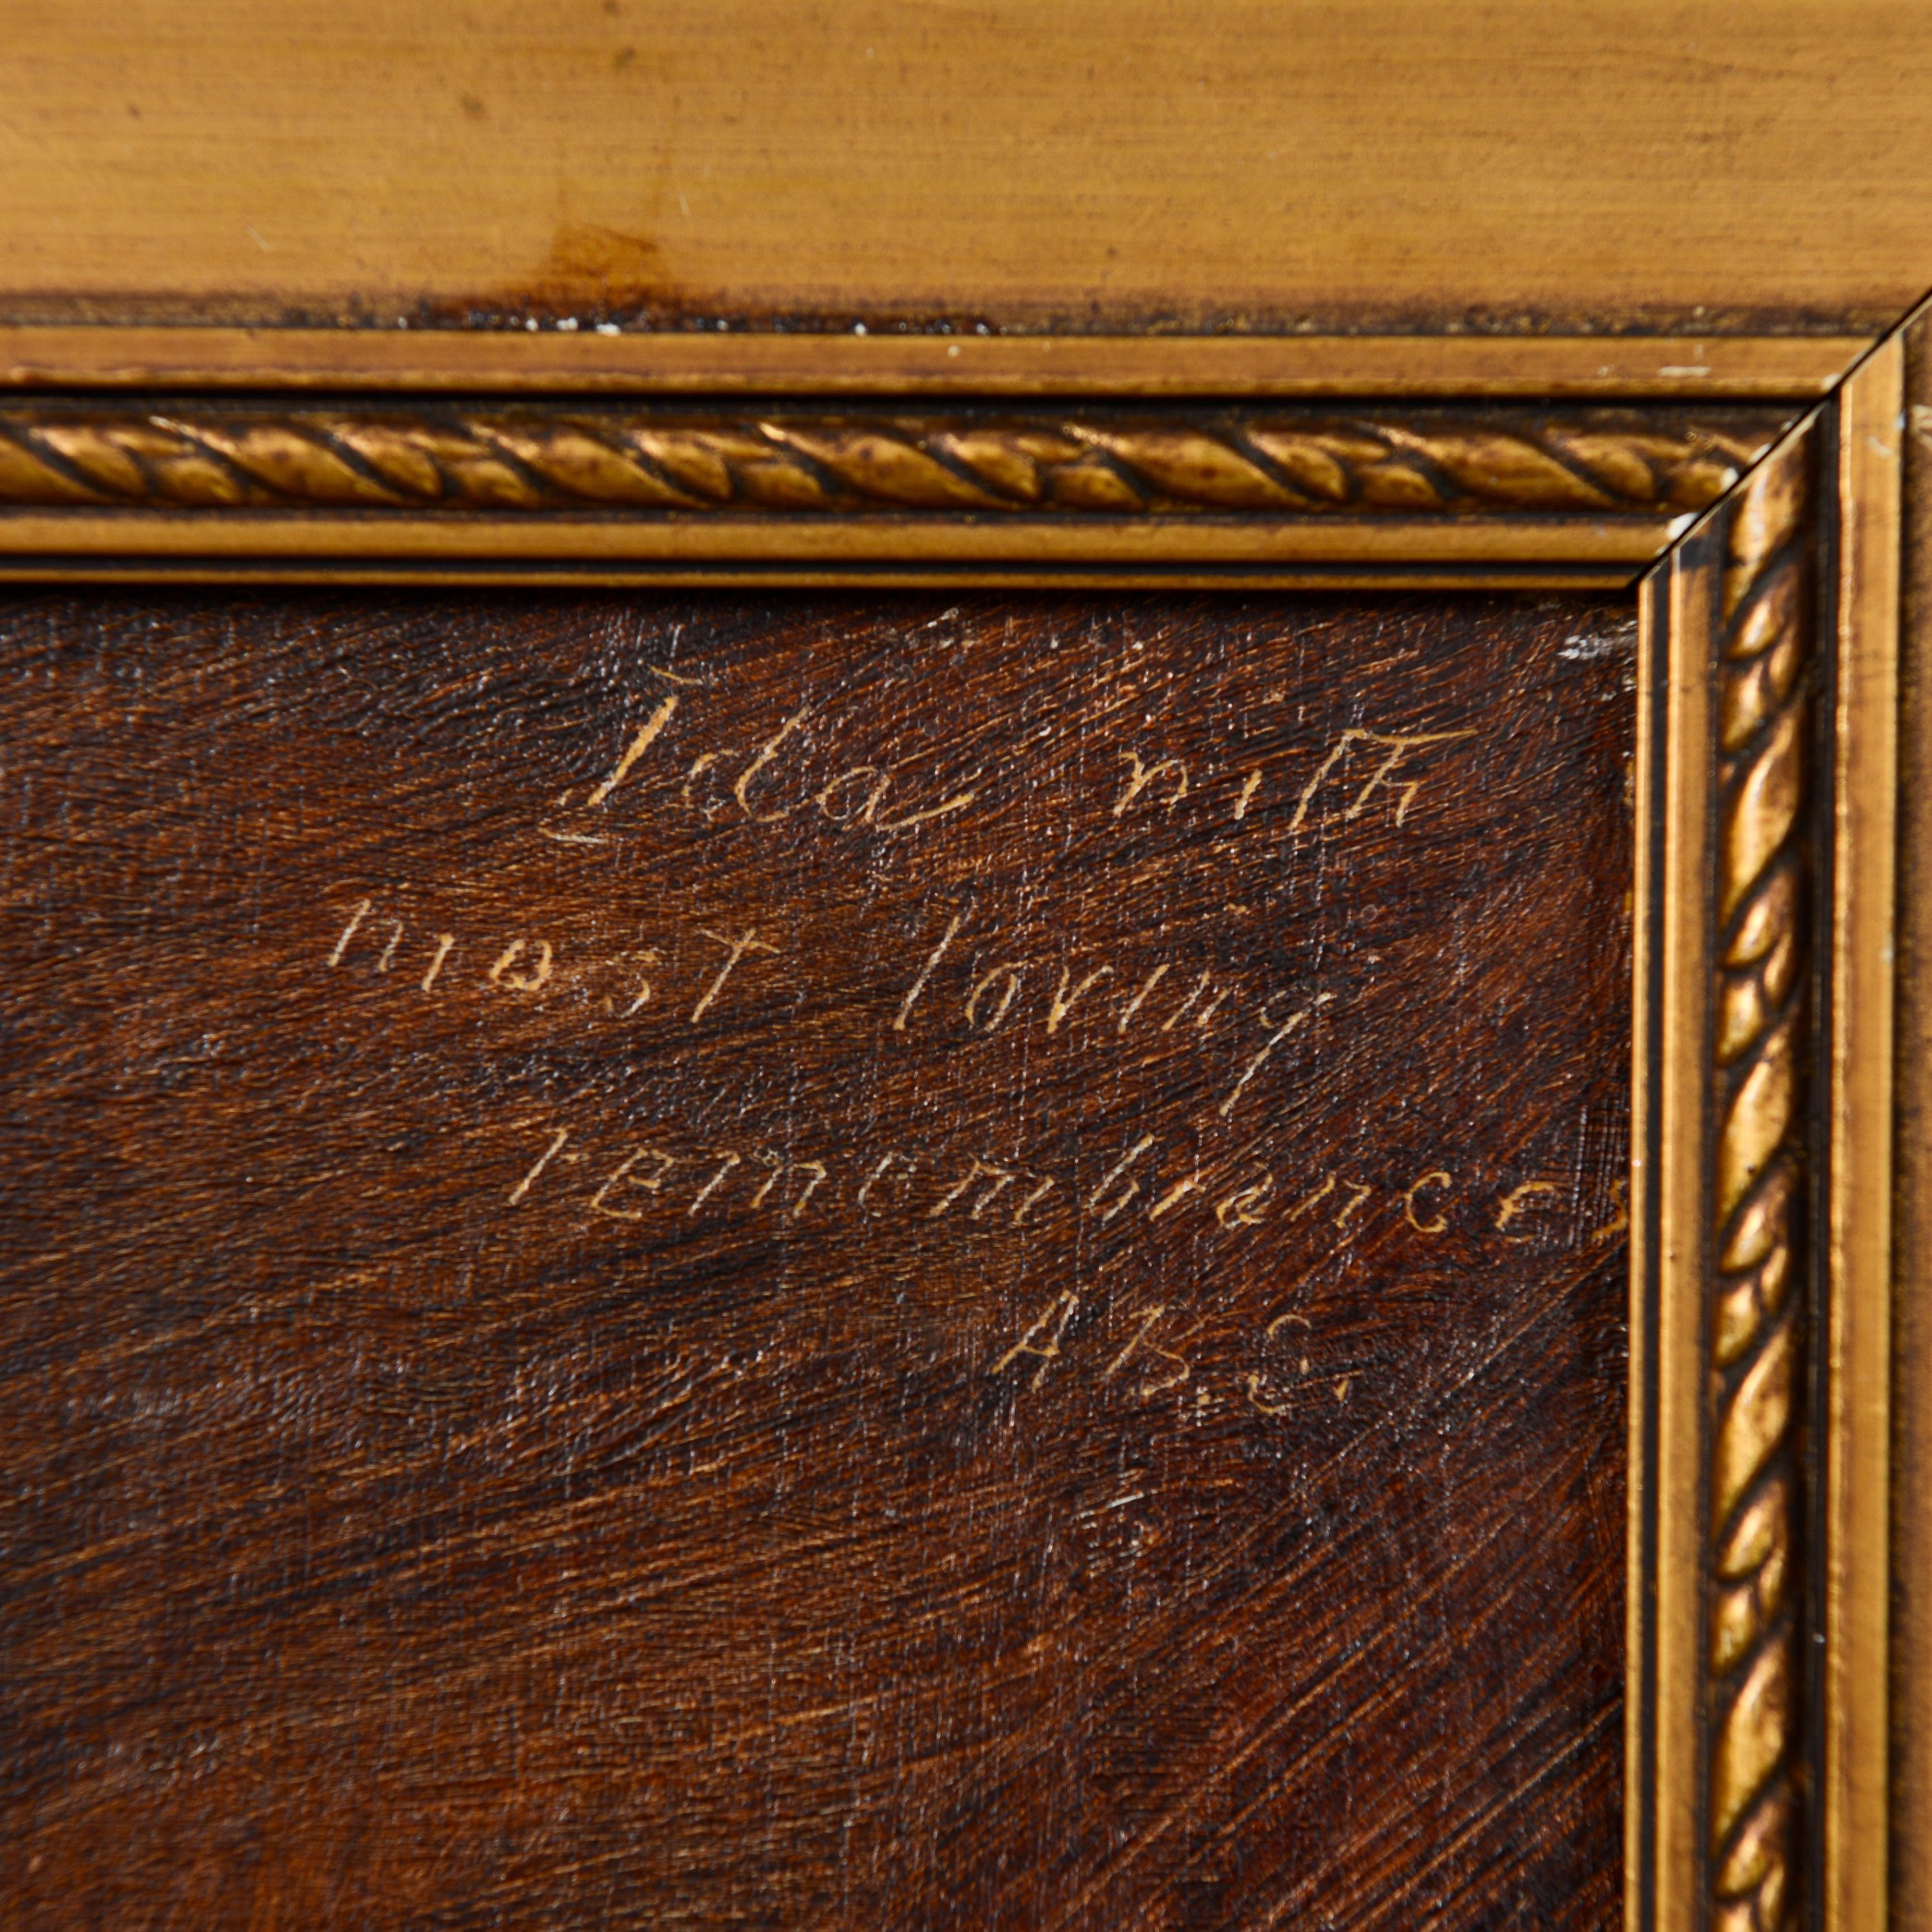 Ida with
most loving
remembrances
A B. S.